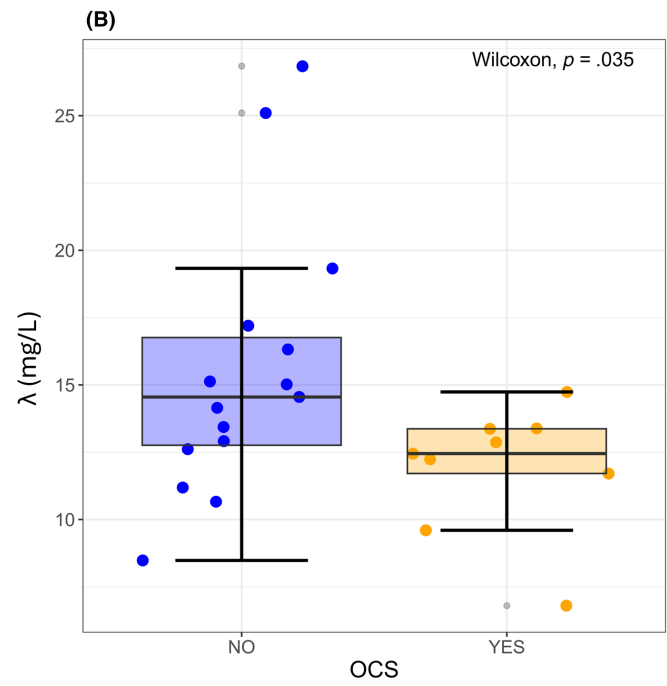 (B)
Wilcoxon, p = .035
25
20
15
10
λ (mg/L)
NO
YES
OCS